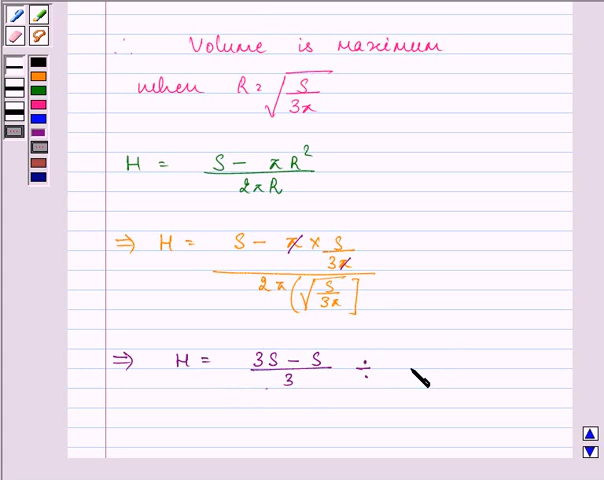 ∴ Volume is maximum
when R = √(S/3π)
H = (S − πR²)/(2πR)
⇒ H = (S − π × S/3π)/(2π(√(S/3π)])
⇒ H = (3S − S)/3 ÷